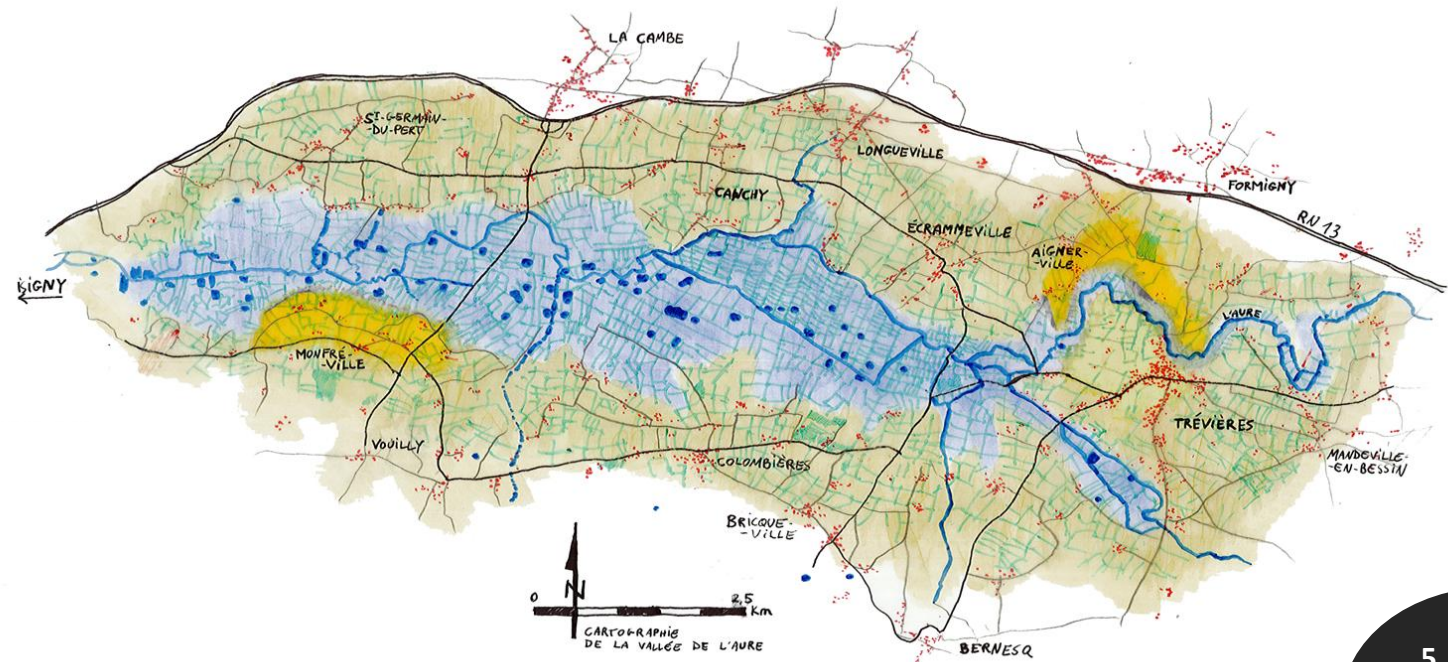 LA CAMBE
St-GERMAIN-
-DU-PERT
LONGUEVILLE
FORMIGNY
CANCHY
RN 13
ÉCRAMMEVILLE
AIGNER-
-VILLE
ISIGNY
L'AURE
MONFRÉ-
VILLE
TRÉVIÈRES
VOUILLY
COLOMBIÈRES
MANDEVILLE-
-EN-BESSIN
BRICQUE-
-VILLE
N
0 2,5 Km
CARTOGRAPHIE
DE LA VALLÉE DE L'AURE
BERNESQ
5